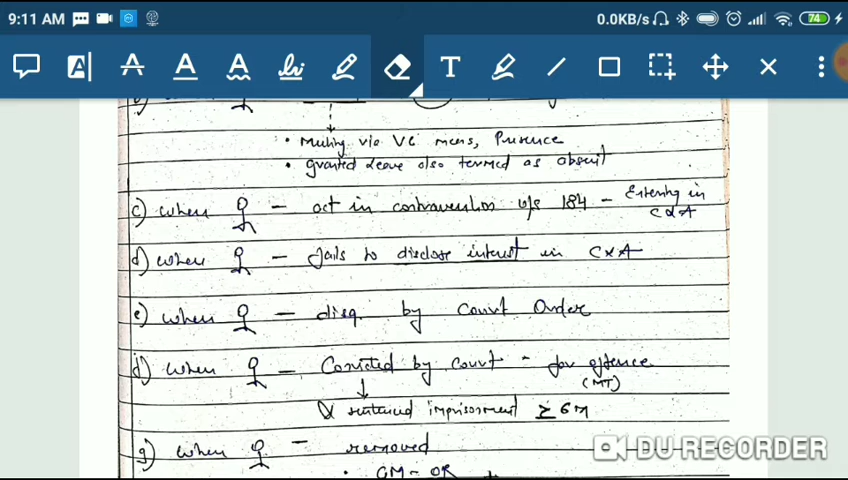 9:11 AM 0.0KB/s 74
A T
• Meeting via VC means, Presence
• granted Leave also termed as absent
c) when — act in contravention u/s 184 – Entering in C&A
d) when — fails to disclose interest in C&A
e) when — disq. by Court Order
f) when — Convicted by court – for offence (MT)
& sentenced imprisonment ≥ 6M
g) when — removed
• GM – OR
DU RECORDER